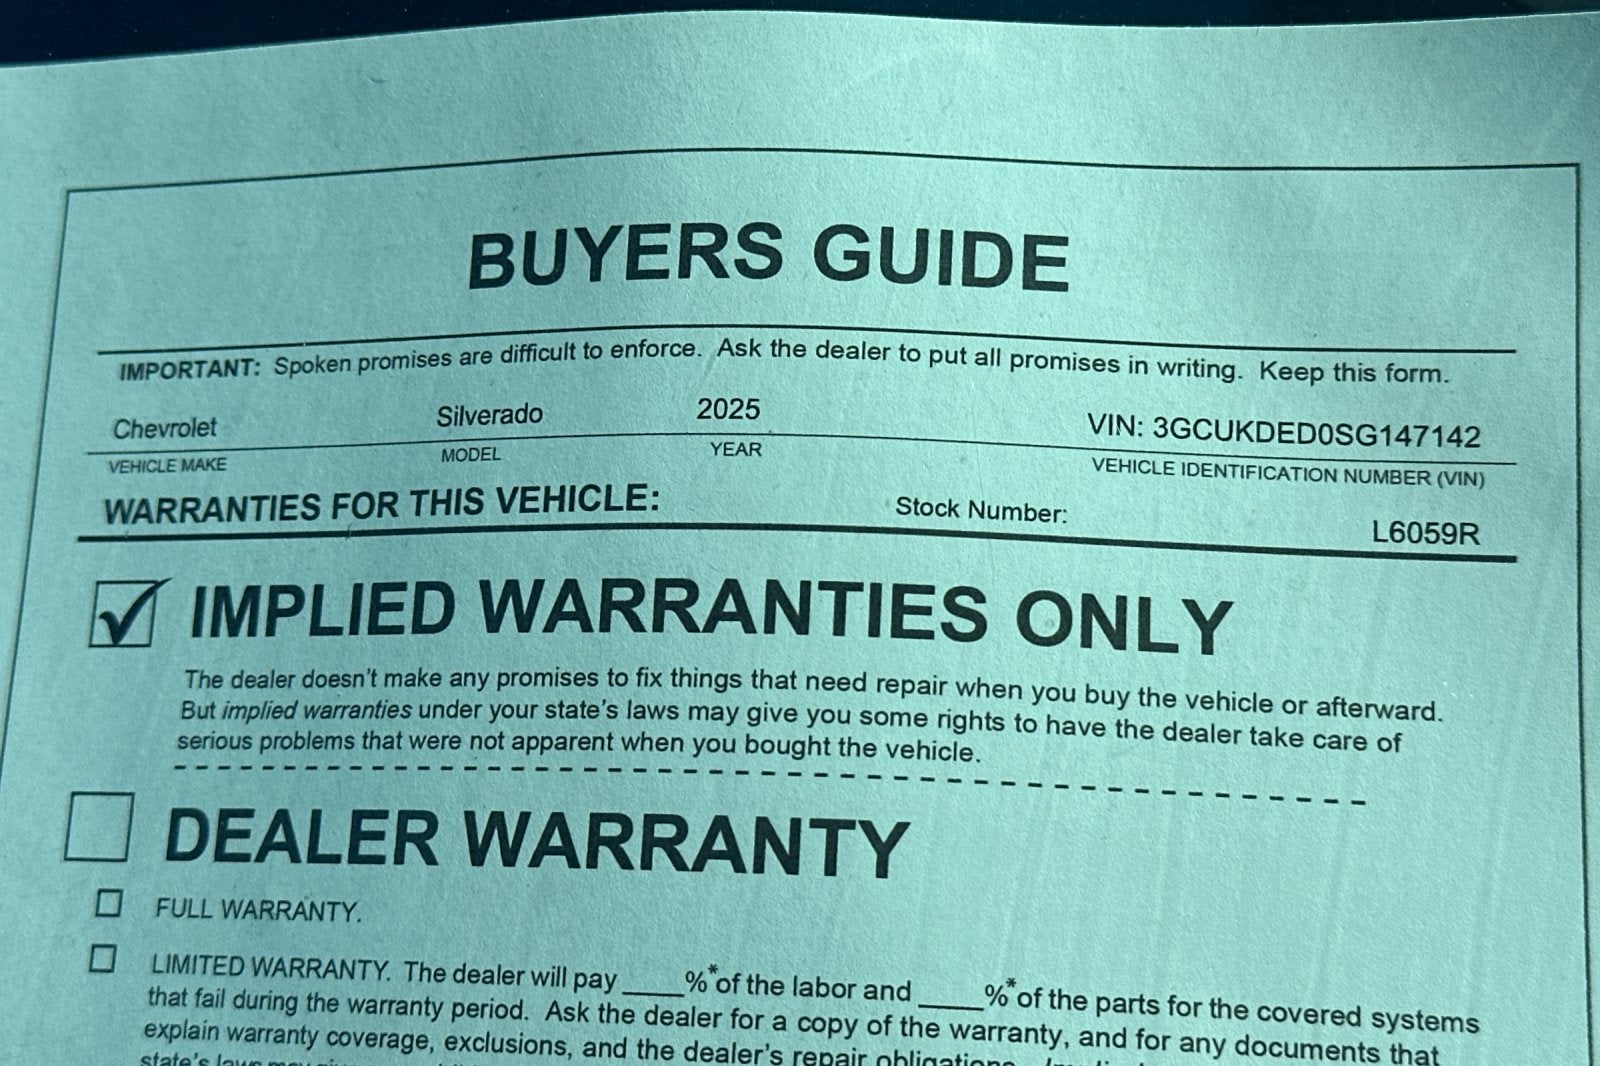 BUYERS GUIDE
IMPORTANT: Spoken promises are difficult to enforce. Ask the dealer to put all promises in writing. Keep this form.
Chevrolet Silverado 2025 VIN: 3GCUKDED0SG147142
VEHICLE MAKE MODEL YEAR VEHICLE IDENTIFICATION NUMBER (VIN)
WARRANTIES FOR THIS VEHICLE: Stock Number: L6059R
IMPLIED WARRANTIES ONLY
The dealer doesn't make any promises to fix things that need repair when you buy the vehicle or afterward.
But implied warranties under your state's laws may give you some rights to have the dealer take care of
serious problems that were not apparent when you bought the vehicle.
DEALER WARRANTY
FULL WARRANTY.
LIMITED WARRANTY. The dealer will pay ____%* of the labor and ____%* of the parts for the covered systems
that fail during the warranty period. Ask the dealer for a copy of the warranty, and for any documents that
explain warranty coverage, exclusions, and the dealer's repair obligations.
state's laws